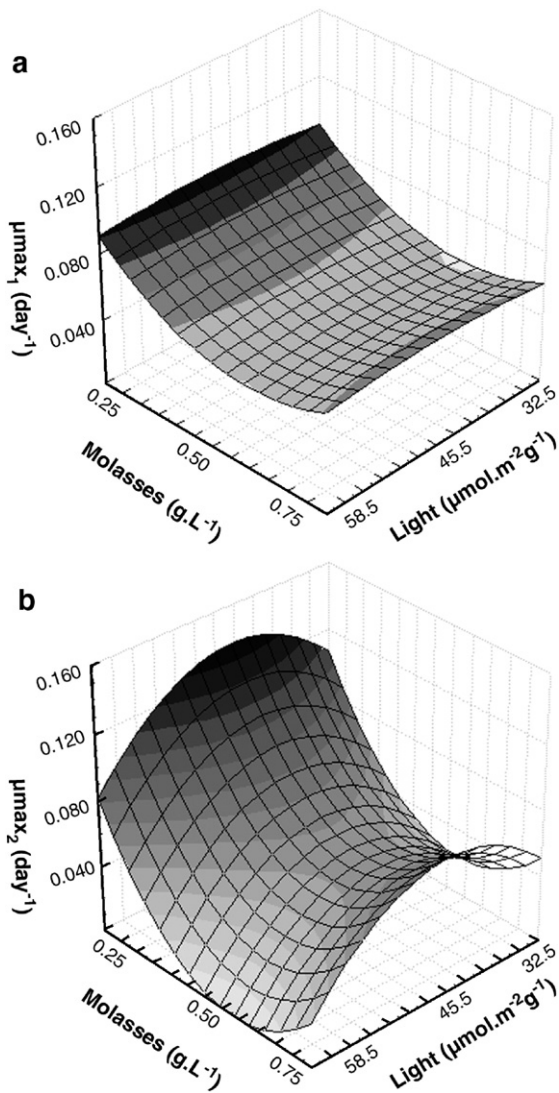 a
0.160
0.120
0.080
0.040
µmax₁ (day⁻¹)
0.25
0.50
0.75
Molasses (g.L⁻¹)
58.5
45.5
32.5
Light (µmol.m⁻²g⁻¹)
b
0.160
0.120
0.080
0.040
µmax₂ (day⁻¹)
0.25
0.50
0.75
Molasses (g.L⁻¹)
58.5
45.5
32.5
Light (µmol.m⁻²g⁻¹)